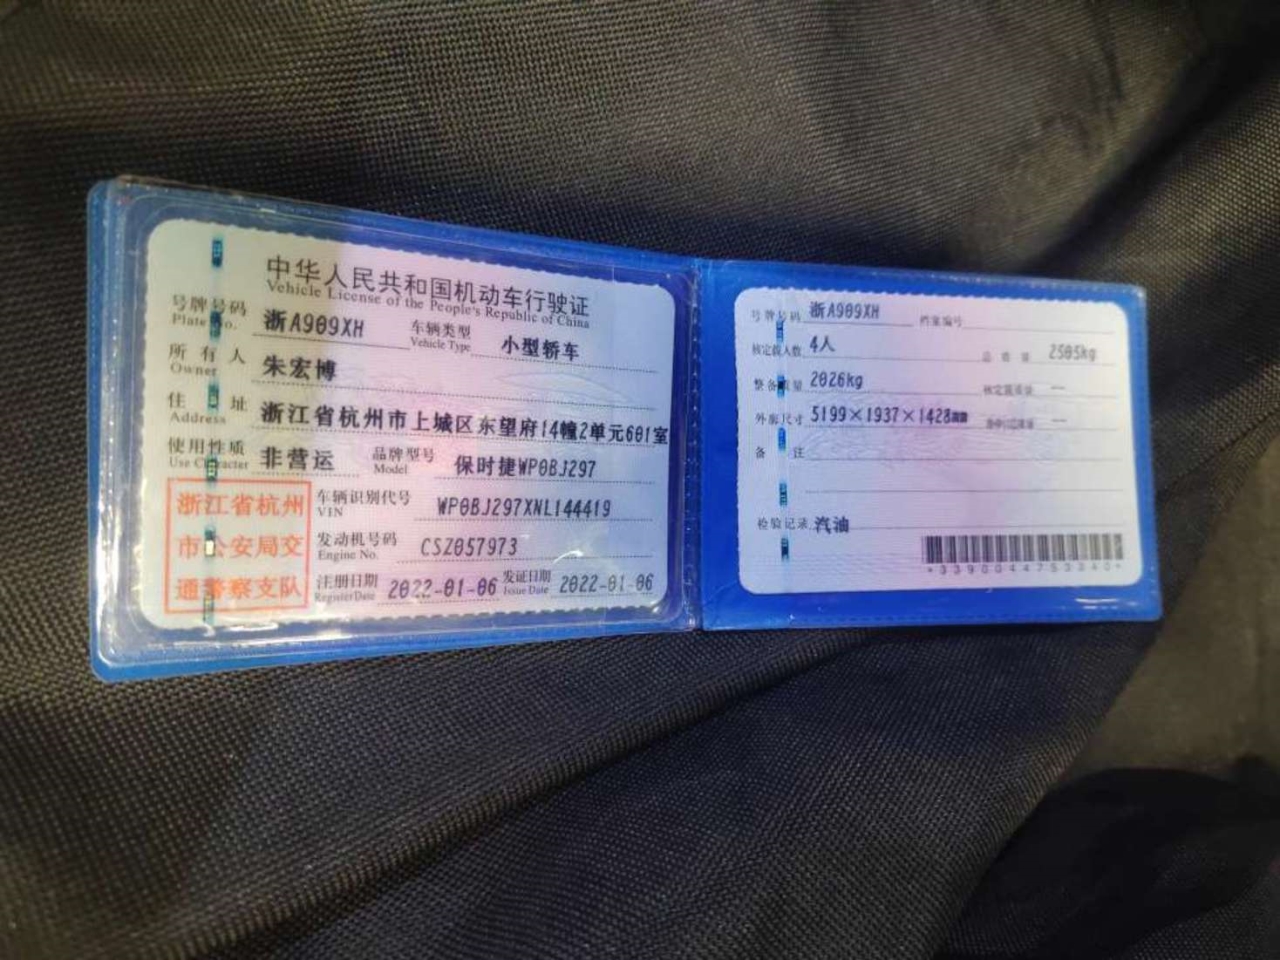 中华人民共和国机动车行驶证
Vehicle License of the People's Republic of China
号牌号码 浙A909XH 车辆类型 小型轿车
Plate No. Vehicle Type
所有人 朱宏博
Owner
住址 浙江省杭州市上城区东望府14幢2单元601室
Address
使用性质 非营运 品牌型号 保时捷WP0BJ297
Use Character Model
浙江省杭州
市公安局交
通警察支队
车辆识别代号 WP0BJ297XNL144419
VIN
发动机号码 CSZ057973
Engine No.
注册日期 2022-01-06 发证日期 2022-01-06
Register Date Issue Date
号牌号码 浙A909XH 档案编号
核定载人数 4人 总质量 2505kg
整备质量 2026kg 核定载质量 --
外廓尺寸 5199×1937×1428mm --
备注
检验记录 汽油
*3390044753340*